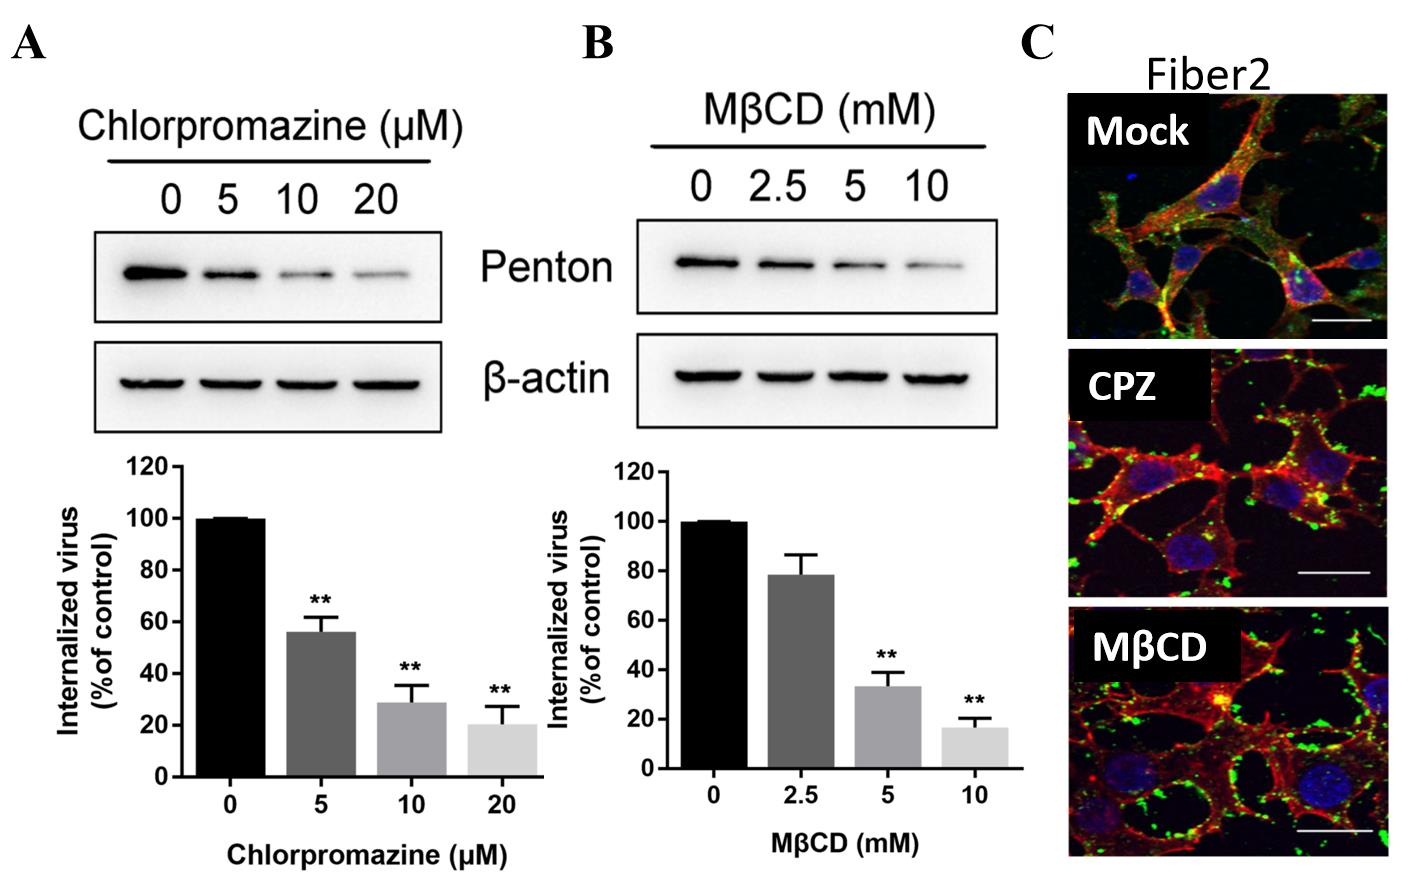 A
Chlorpromazine (µM)
0 5 10 20
120
100
80
60
40
20
0
Internalized virus
(%of control)
**
**
**
0 5 10 20
Chlorpromazine (µM)
Penton
β-actin
B
MβCD (mM)
0 2.5 5 10
120
100
80
60
40
20
0
Internalized virus
(%of control)
**
**
0 2.5 5 10
MβCD (mM)
C
Fiber2
Mock
CPZ
MβCD